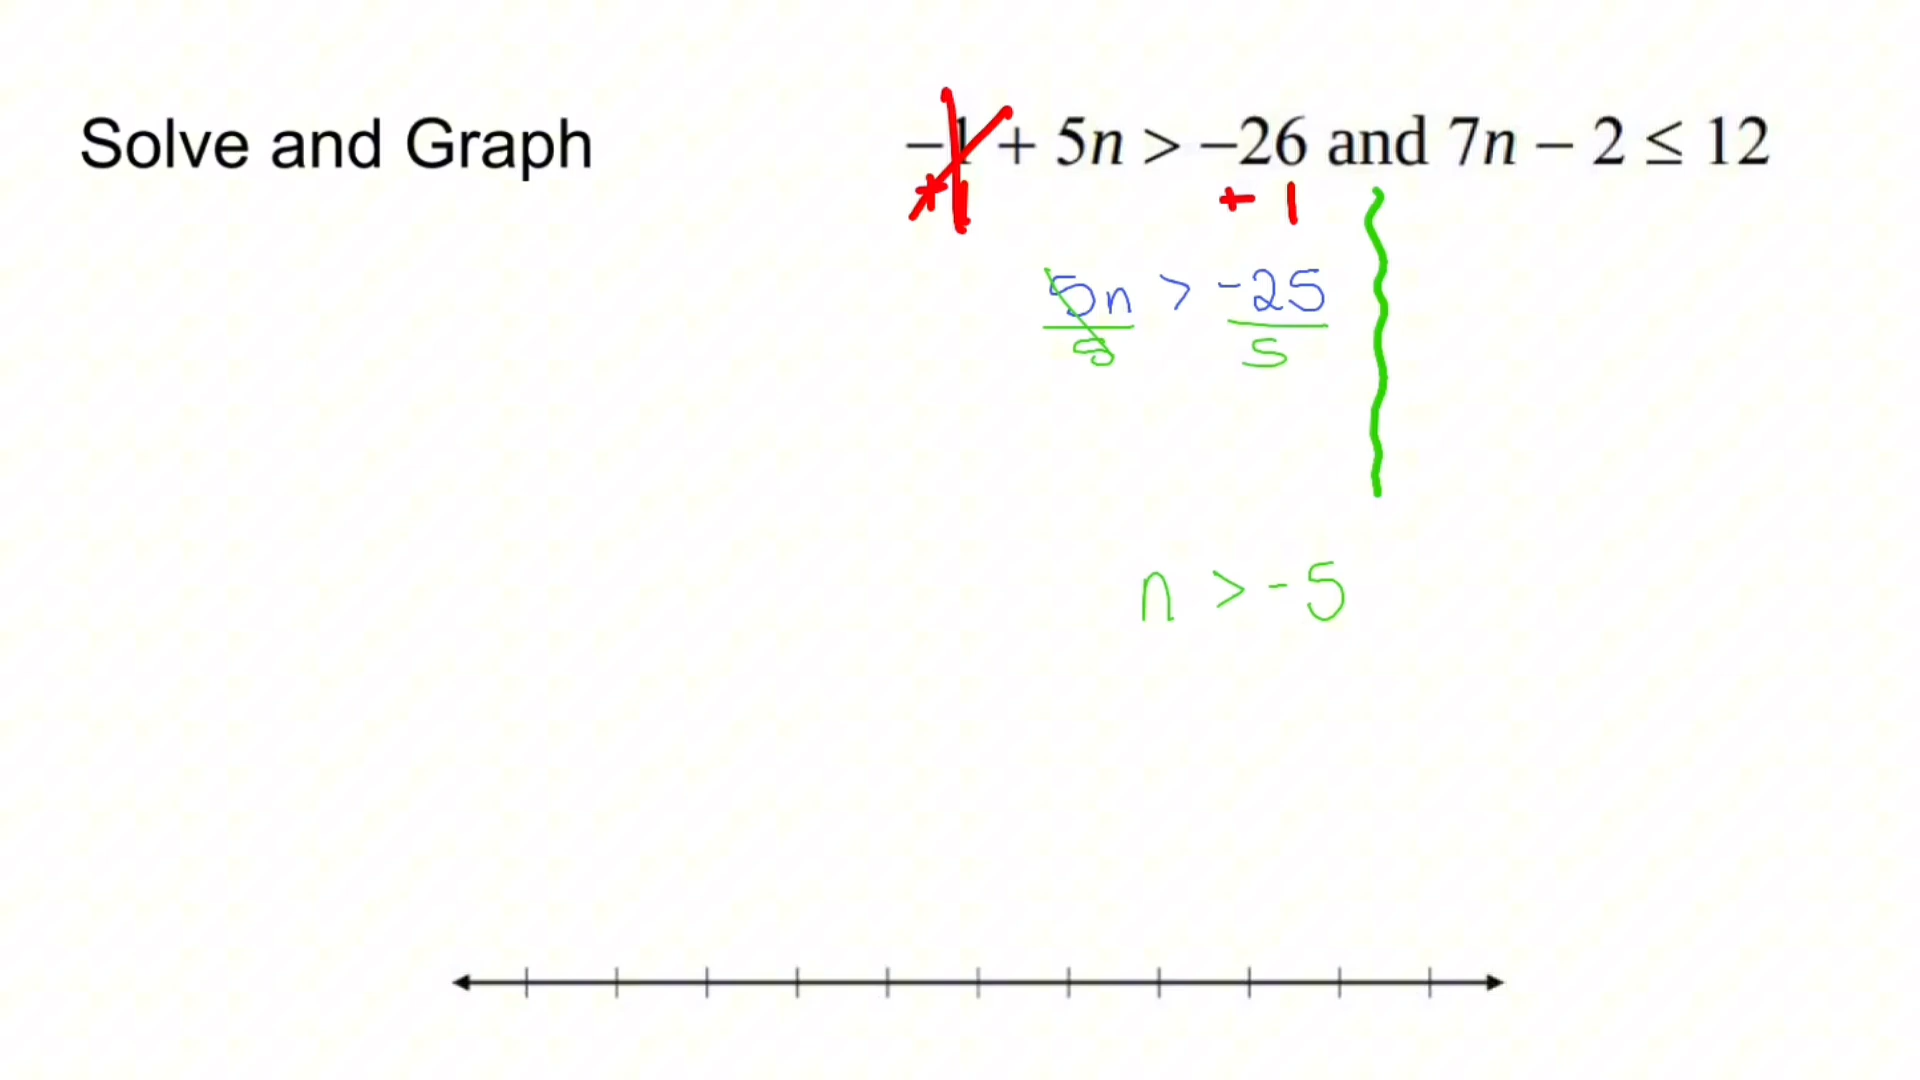 Solve and Graph
−1 + 5n > −26 and 7n − 2 ≤ 12
+1 + 1
5n > -25
5 5
n > -5